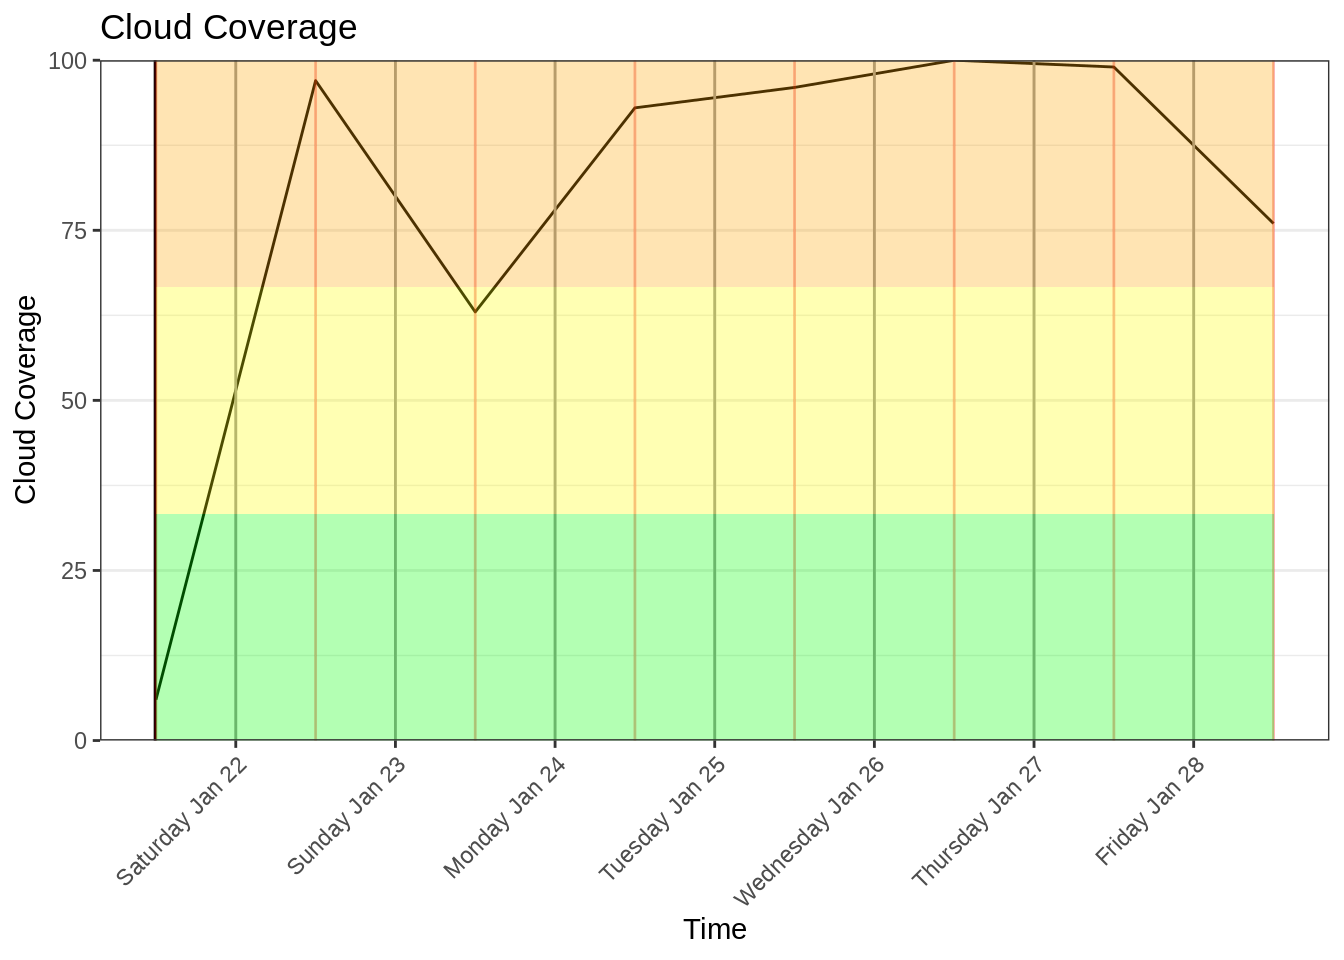 Cloud Coverage
Cloud Coverage
100
75
50
25
0
Saturday Jan 22
Sunday Jan 23
Monday Jan 24
Tuesday Jan 25
Wednesday Jan 26
Thursday Jan 27
Friday Jan 28
Time